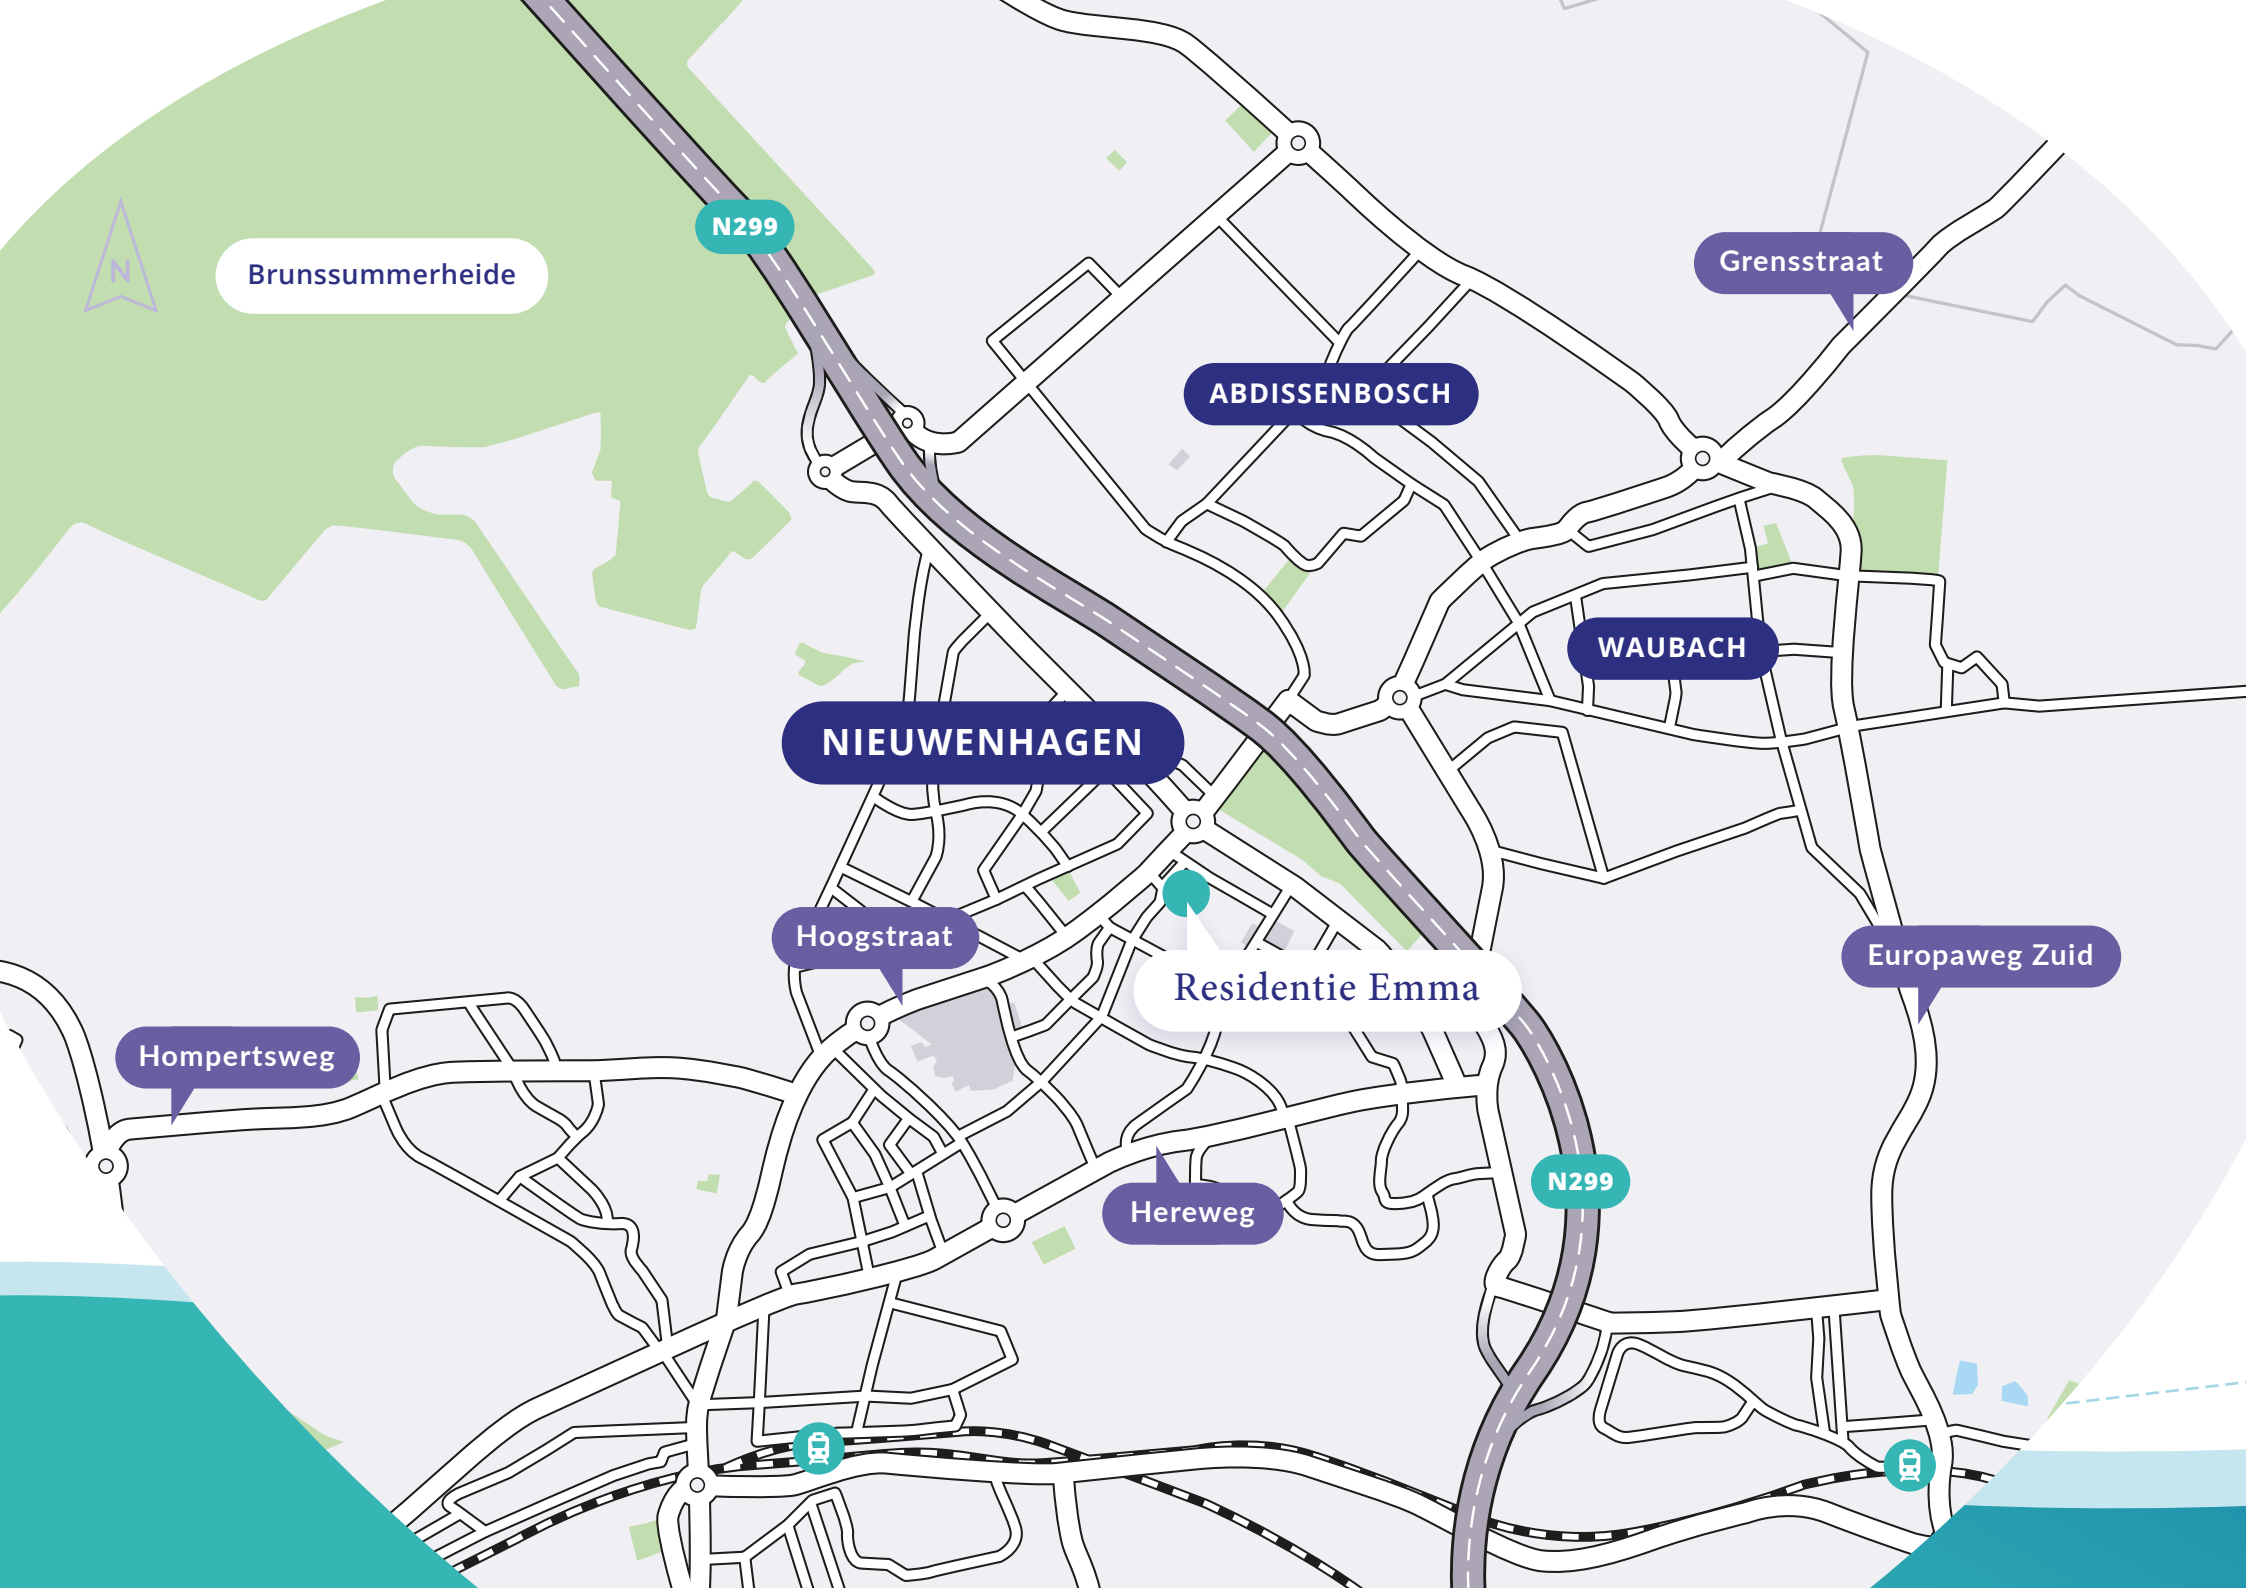 N299
Grensstraat
N
Brunssummerheide
ABDISSENBOSCH
WAUBACH
NIEUWENHAGEN
Hoogstraat
Europaweg Zuid
Residentie Emma
Hompertsweg
N299
Hereweg